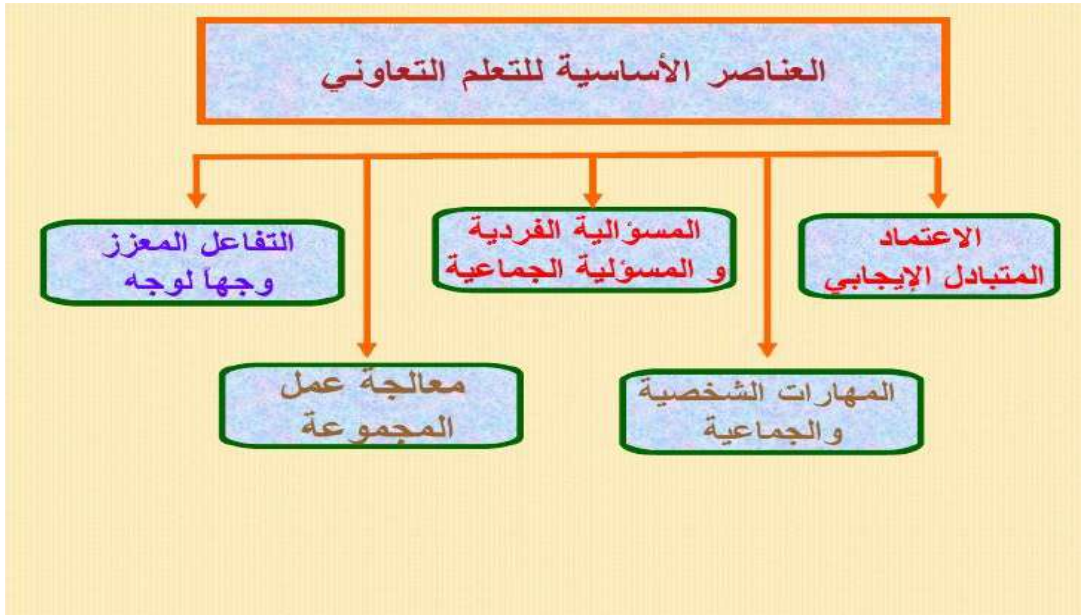 العناصر الأساسية للتعلم التعاوني
الاعتماد
المتبادل الإيجابي
المسؤالية الفردية
و المسؤلية الجماعية
التفاعل المعزز
وجهاً لوجه
المهارات الشخصية
والجماعية
معالجة عمل
المجموعة